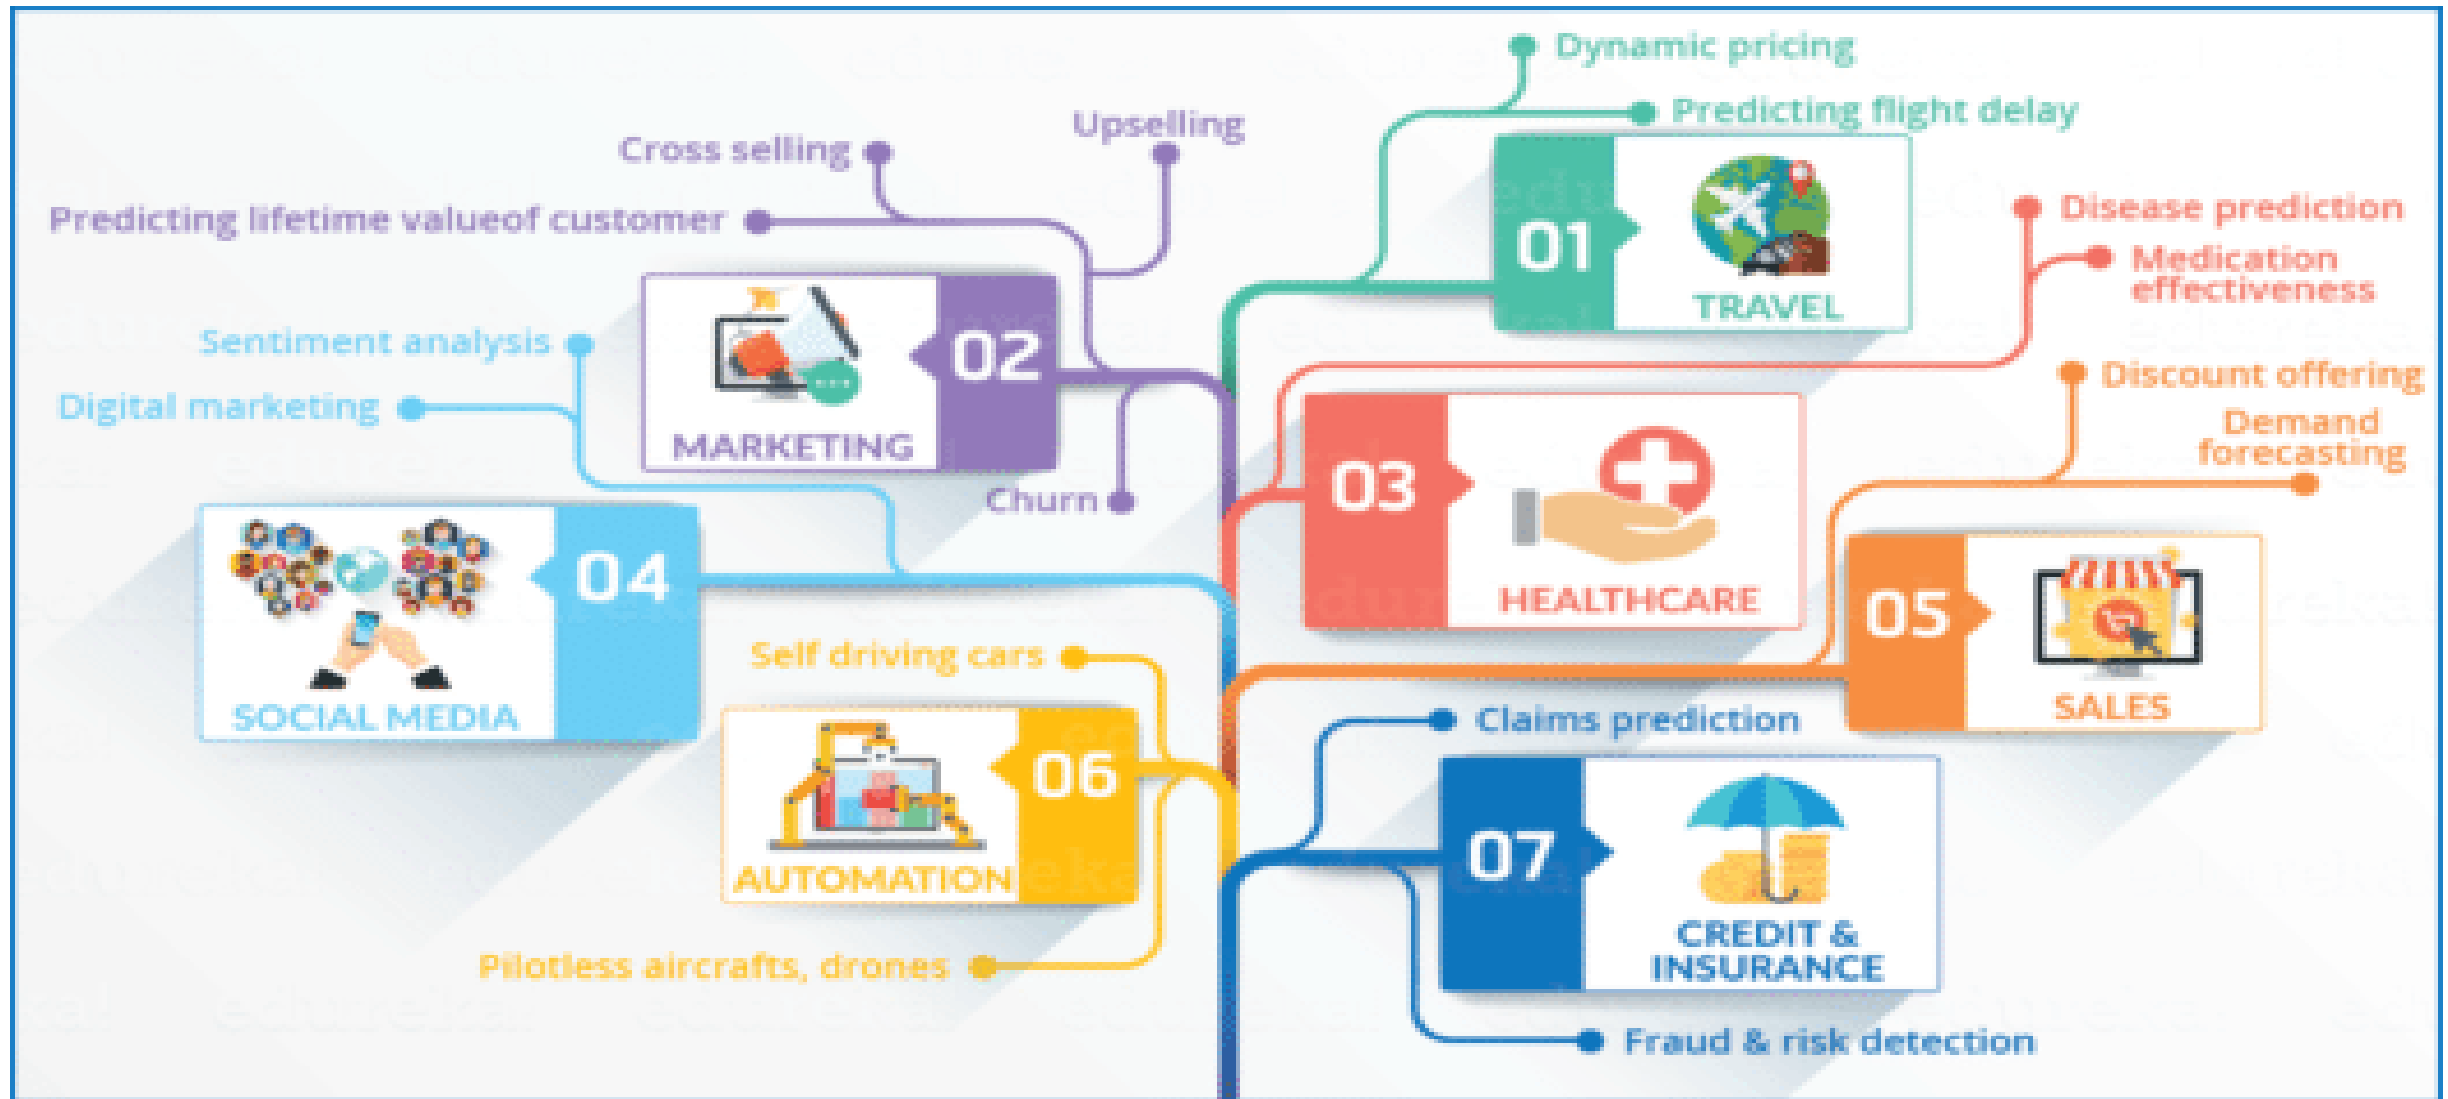 Dynamic pricing
Predicting flight delay
01
TRAVEL
Upselling
Cross selling
Predicting lifetime valueof customer
02
MARKETING
Churn
Disease prediction
Medication
effectiveness
03
HEALTHCARE
Sentiment analysis
Digital marketing
04
SOCIAL MEDIA
Discount offering
Demand
forecasting
05
SALES
Self driving cars
06
AUTOMATION
Pilotless aircrafts, drones
Claims prediction
07
CREDIT &
INSURANCE
Fraud & risk detection
edureka!